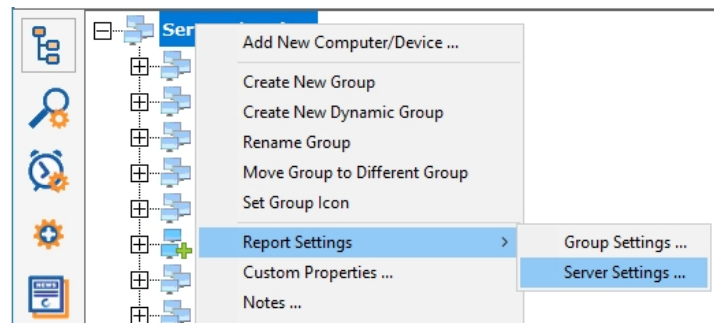 Add New Computer/Device ...
Create New Group
Create New Dynamic Group
Rename Group
Move Group to Different Group
Set Group Icon
Report Settings
Group Settings ...
Custom Properties ...
Server Settings ...
Notes ...
NEWS